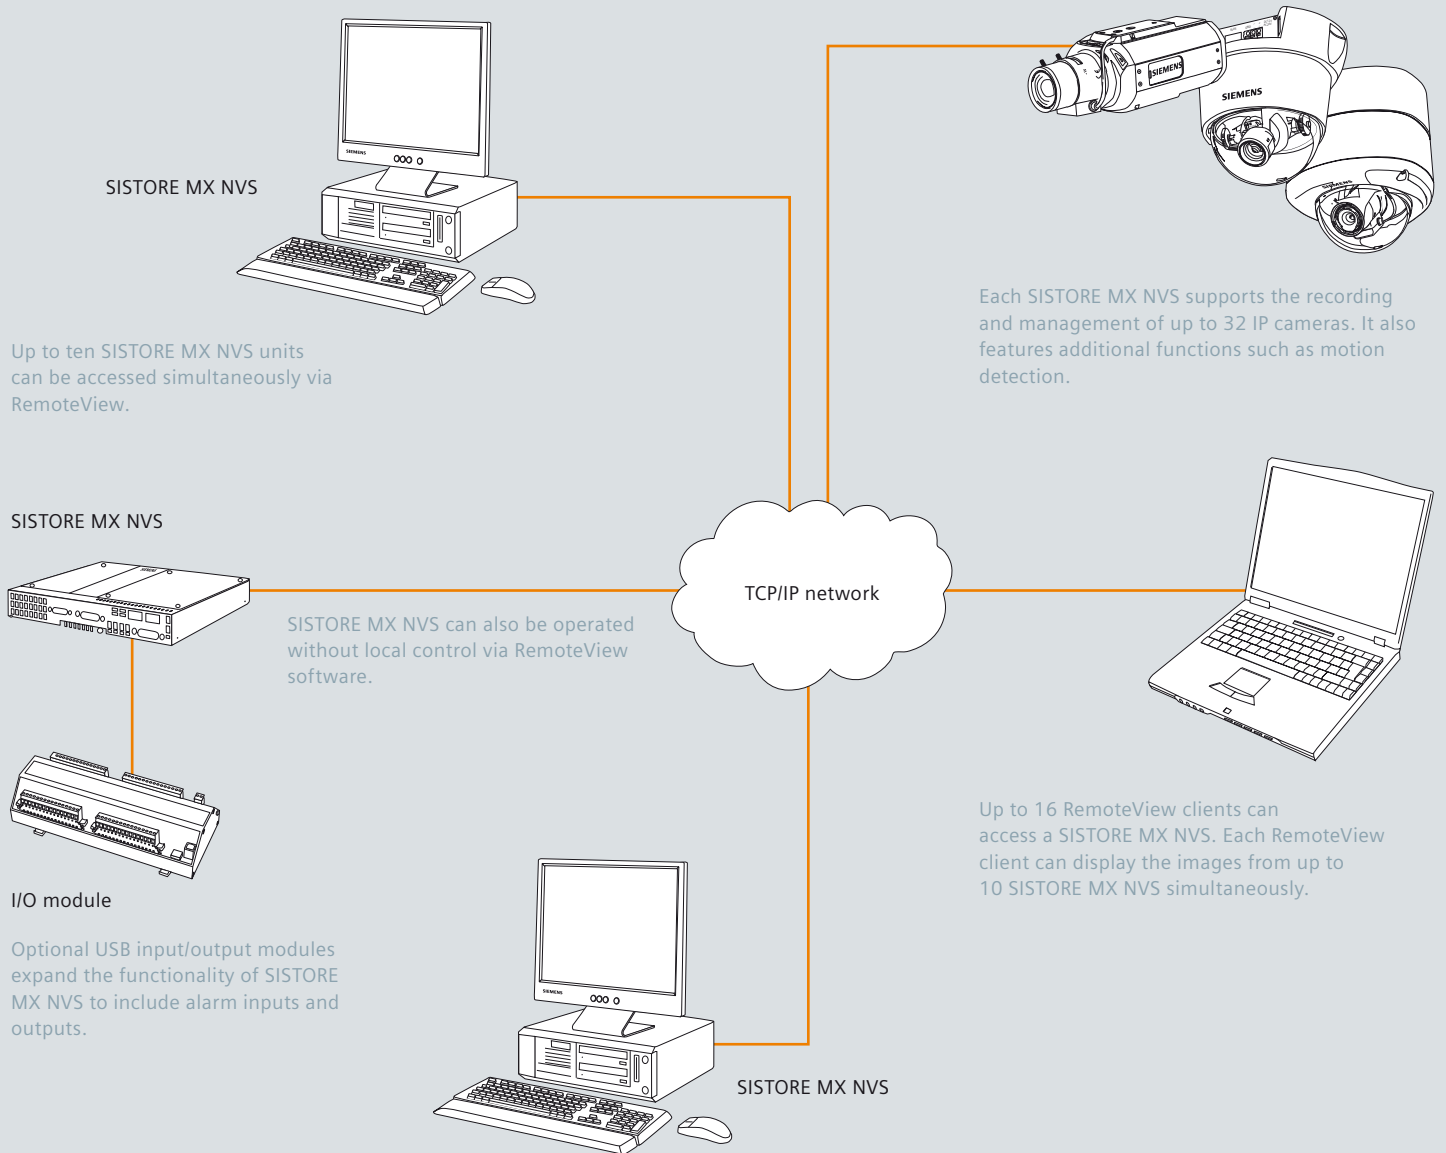 SIEMENS
SIEMENS
SIEMENS
SIEMENS
SISTORE MX NVS
Up to ten SISTORE MX NVS units
can be accessed simultaneously via
RemoteView.
Each SISTORE MX NVS supports the recording
and management of up to 32 IP cameras. It also
features additional functions such as motion
detection.
SISTORE MX NVS
SIEMENS
TCP/IP network
SISTORE MX NVS can also be operated
without local control via RemoteView
software.
I/O module
Optional USB input/output modules
expand the functionality of SISTORE
MX NVS to include alarm inputs and
outputs.
Up to 16 RemoteView clients can
access a SISTORE MX NVS. Each RemoteView
client can display the images from up to
10 SISTORE MX NVS simultaneously.
SIEMENS
SISTORE MX NVS